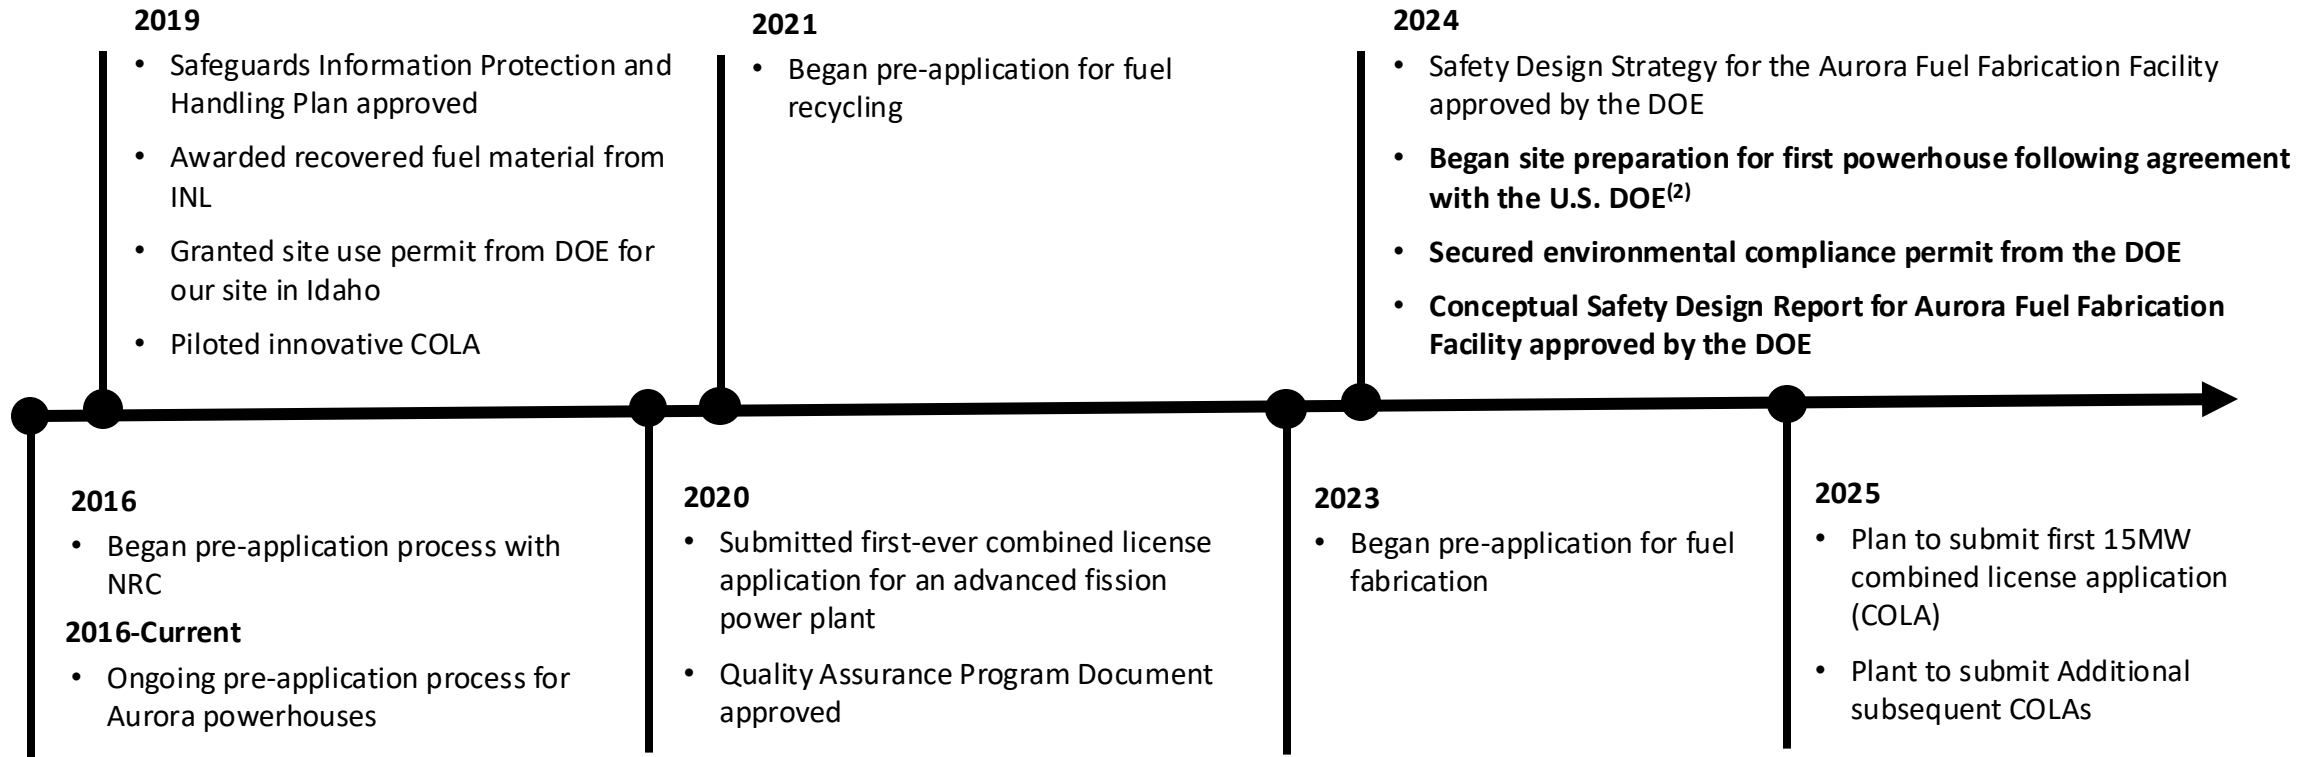 2019
• Safeguards Information Protection and
Handling Plan approved
• Awarded recovered fuel material from
INL
• Granted site use permit from DOE for
our site in Idaho
• Piloted innovative COLA
2021
• Began pre-application for fuel
recycling
2024
• Safety Design Strategy for the Aurora Fuel Fabrication Facility
approved by the DOE
• Began site preparation for first powerhouse following agreement
with the U.S. DOE(2)
• Secured environmental compliance permit from the DOE
• Conceptual Safety Design Report for Aurora Fuel Fabrication
Facility approved by the DOE
2016
• Began pre-application process with
NRC
2016-Current
• Ongoing pre-application process for
Aurora powerhouses
2020
• Submitted first-ever combined license
application for an advanced fission
power plant
• Quality Assurance Program Document
approved
2023
• Began pre-application for fuel
fabrication
2025
• Plan to submit first 15MW
combined license application
(COLA)
• Plant to submit Additional
subsequent COLAs